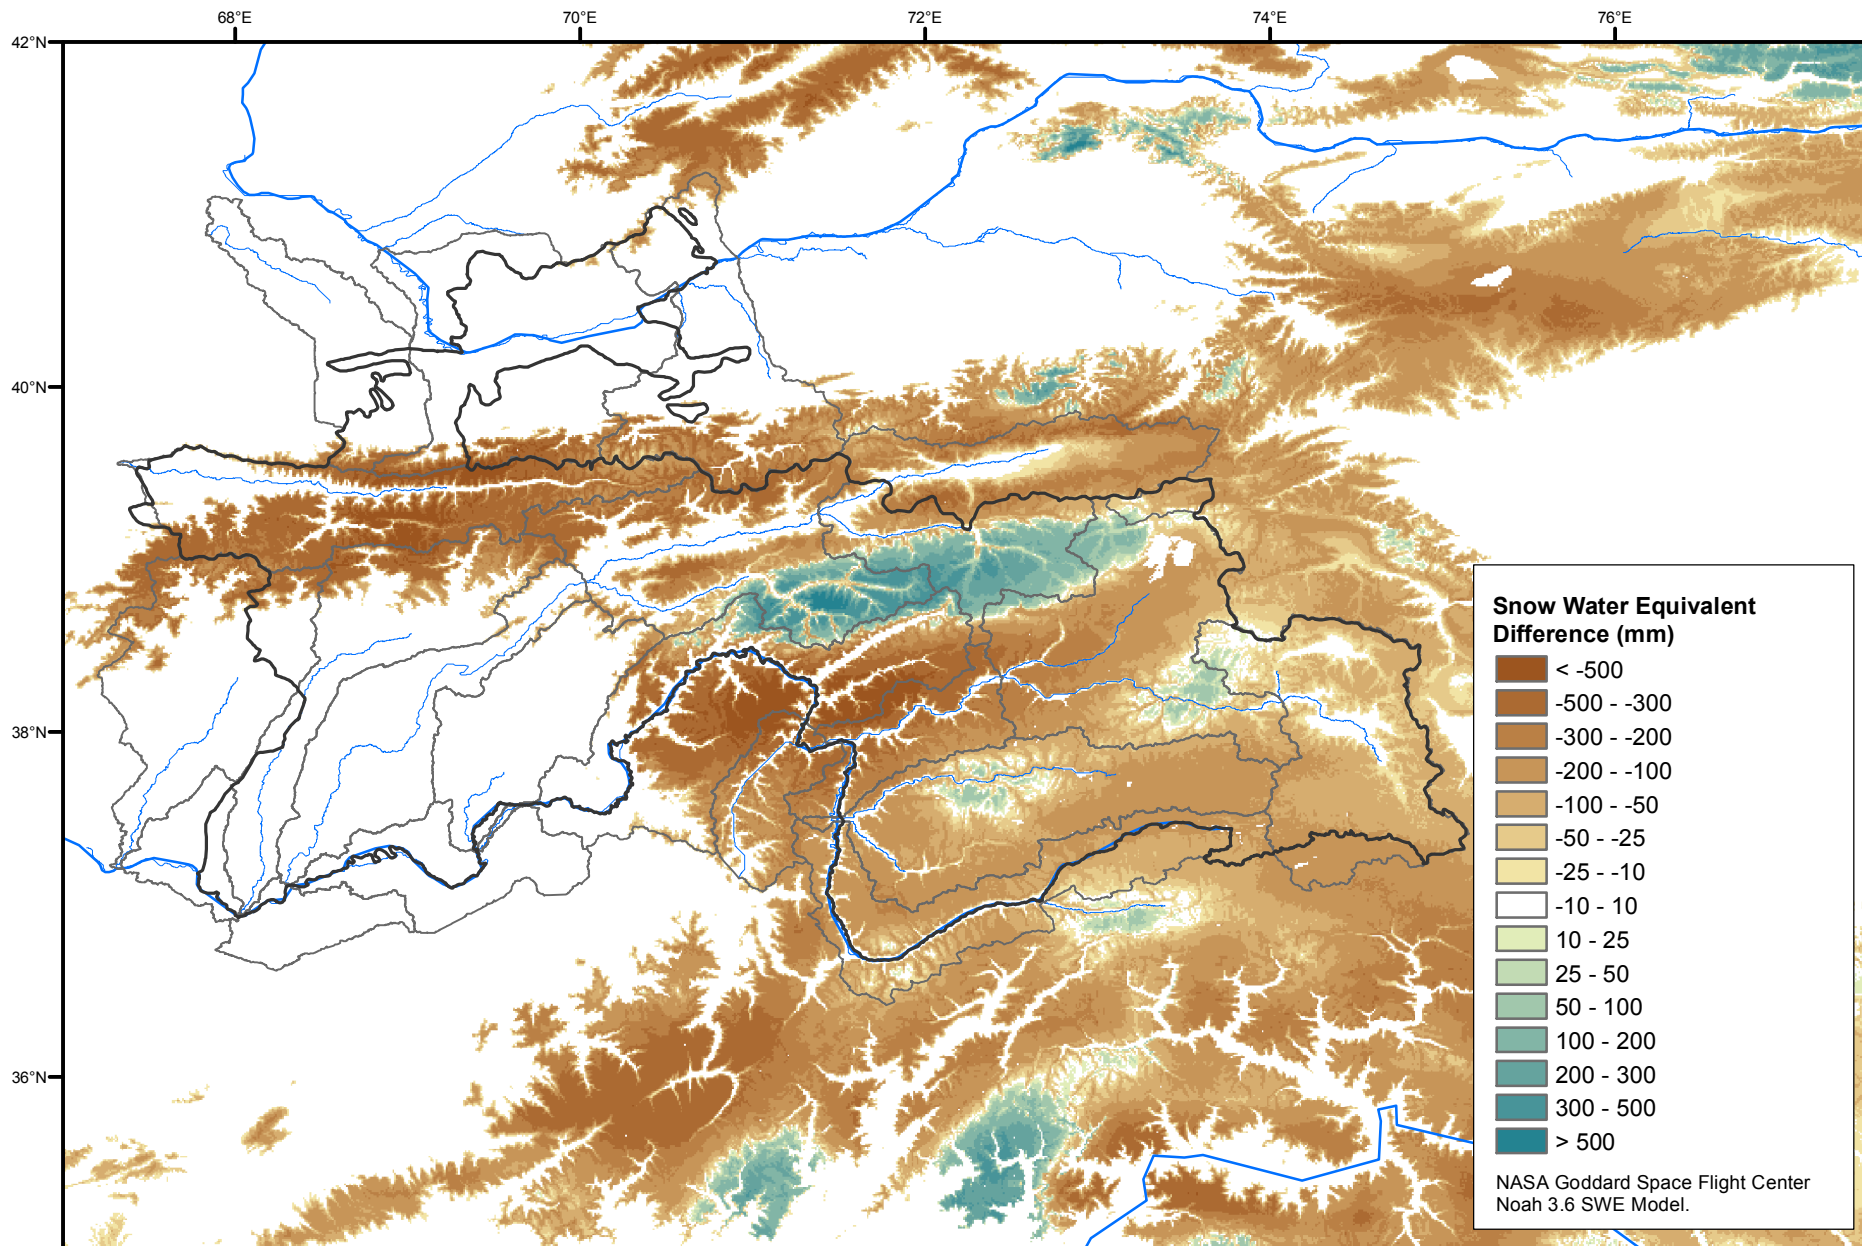 68°E
70°E
72°E
74°E
76°E
42°N
40°N
38°N
36°N
Snow Water Equivalent
Difference (mm)
< -500
-500 - -300
-300 - -200
-200 - -100
-100 - -50
-50 - -25
-25 - -10
-10 - 10
10 - 25
25 - 50
50 - 100
100 - 200
200 - 300
300 - 500
> 500
NASA Goddard Space Flight Center
Noah 3.6 SWE Model.